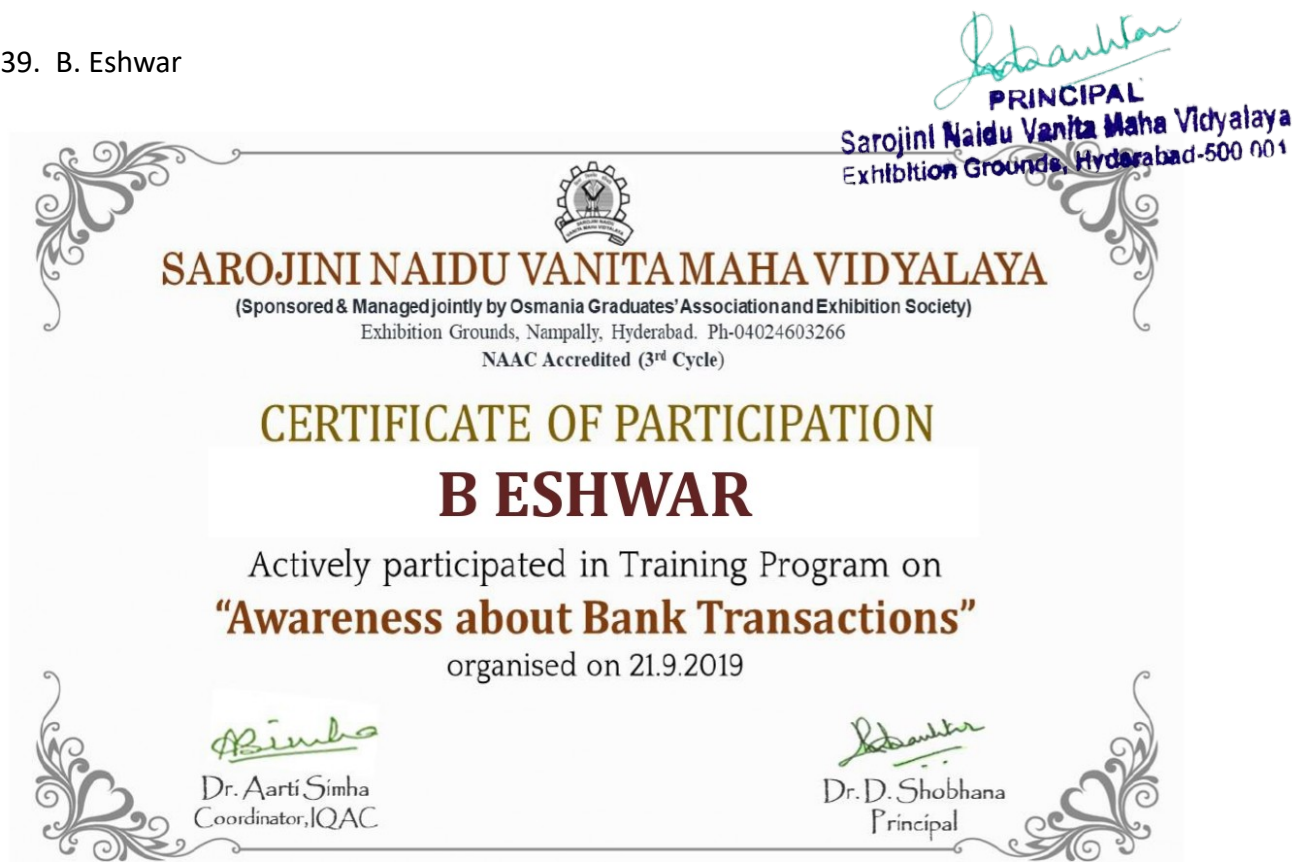 39. B. Eshwar
PRINCIPAL
Sarojini Naidu Vanita Maha Vidyalaya
Exhibition Grounds, Hyderabad-500 001
SAROJINI NAIDU VANITA MAHA VIDYALAYA
(Sponsored & Managed jointly by Osmania Graduates' Association and Exhibition Society)
Exhibition Grounds, Nampally, Hyderabad. Ph-04024603266
NAAC Accredited (3rd Cycle)
CERTIFICATE OF PARTICIPATION
B ESHWAR
Actively participated in Training Program on
“Awareness about Bank Transactions”
organised on 21.9.2019
ASimha
Dr. Aarti Simha
Coordinator, IQAC
Dr. D. Shobhana
Principal